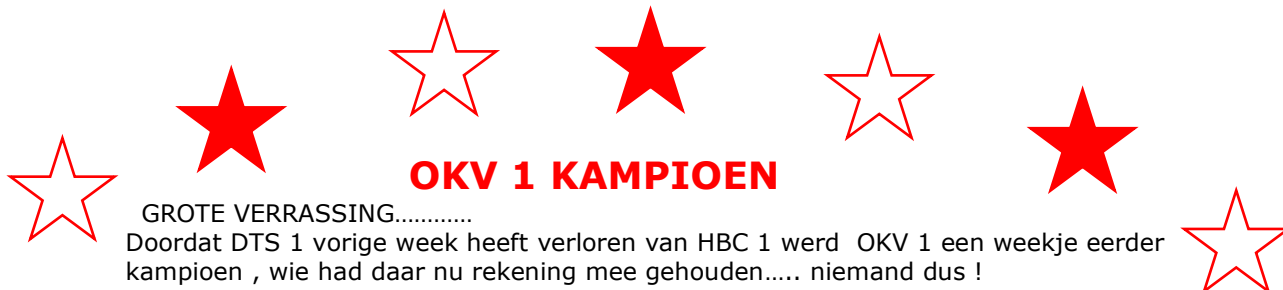 OKV 1 KAMPIOEN
GROTE VERRASSING…………
Doordat DTS 1 vorige week heeft verloren van HBC 1 werd OKV 1 een weekje eerder
kampioen , wie had daar nu rekening mee gehouden….. niemand dus !